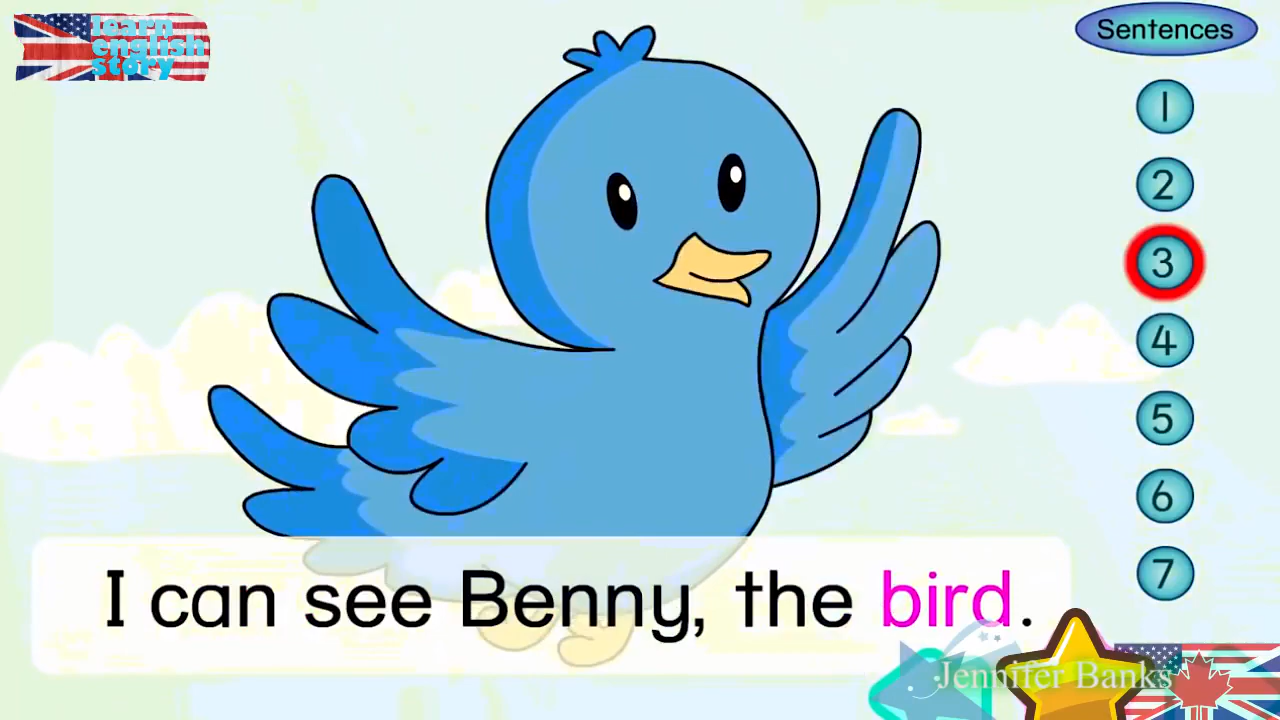 learn
english
story
Sentences
1
2
3
4
5
6
7
I can see Benny, the bird.
Jennifer Banks